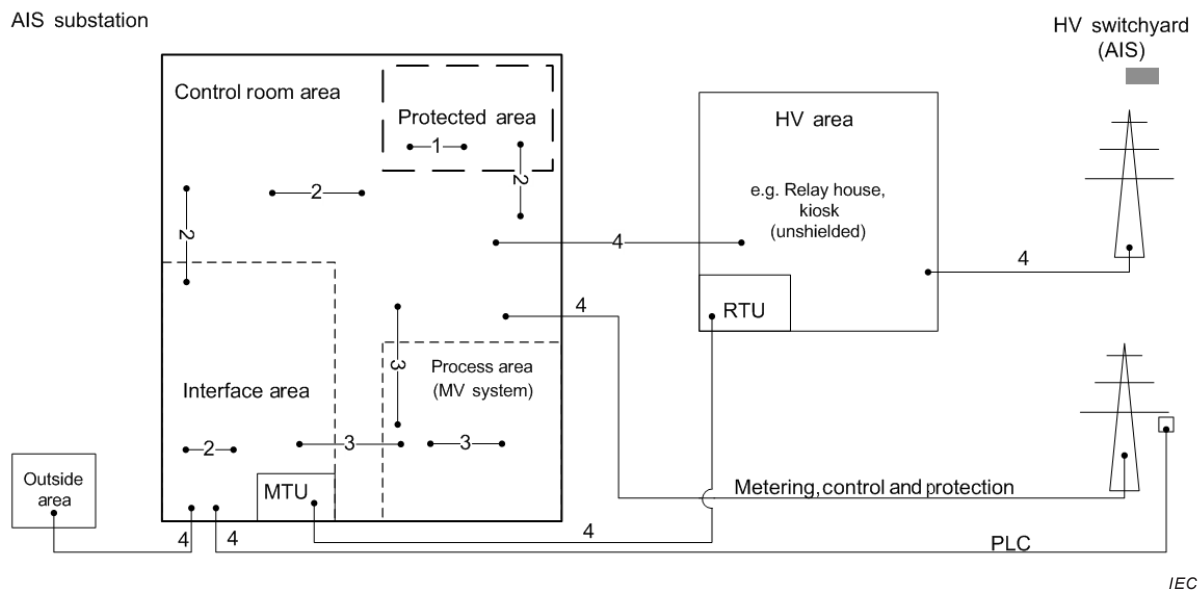 AIS substation
HV switchyard
(AIS)
Control room area
Protected area
1
2
2
2
HV area
e.g. Relay house,
kiosk
(unshielded)
4
4
RTU
4
3
Process area
(MV system)
Interface area
2
3
3
MTU
Outside
area
Metering, control and protection
4
4
4
PLC
IEC